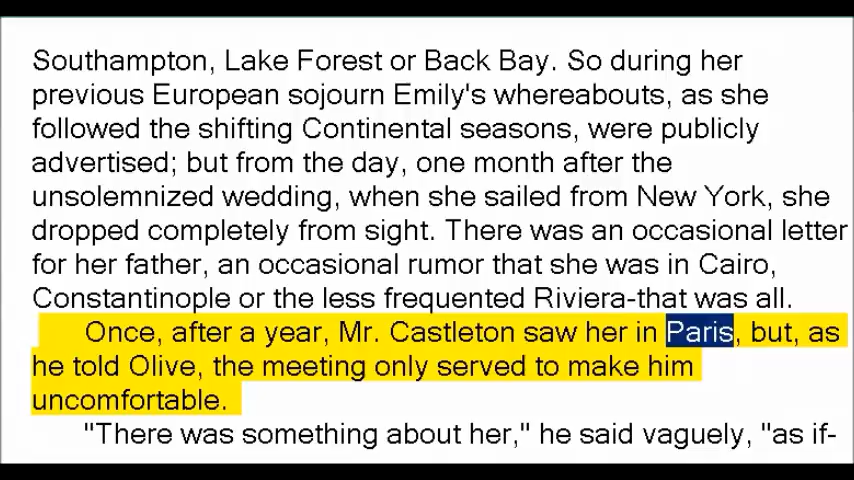 Southampton, Lake Forest or Back Bay. So during her
previous European sojourn Emily's whereabouts, as she
followed the shifting Continental seasons, were publicly
advertised; but from the day, one month after the
unsolemnized wedding, when she sailed from New York, she
dropped completely from sight. There was an occasional letter
for her father, an occasional rumor that she was in Cairo,
Constantinople or the less frequented Riviera-that was all.
Once, after a year, Mr. Castleton saw her in Paris, but, as
he told Olive, the meeting only served to make him
uncomfortable.
"There was something about her," he said vaguely, "as if-